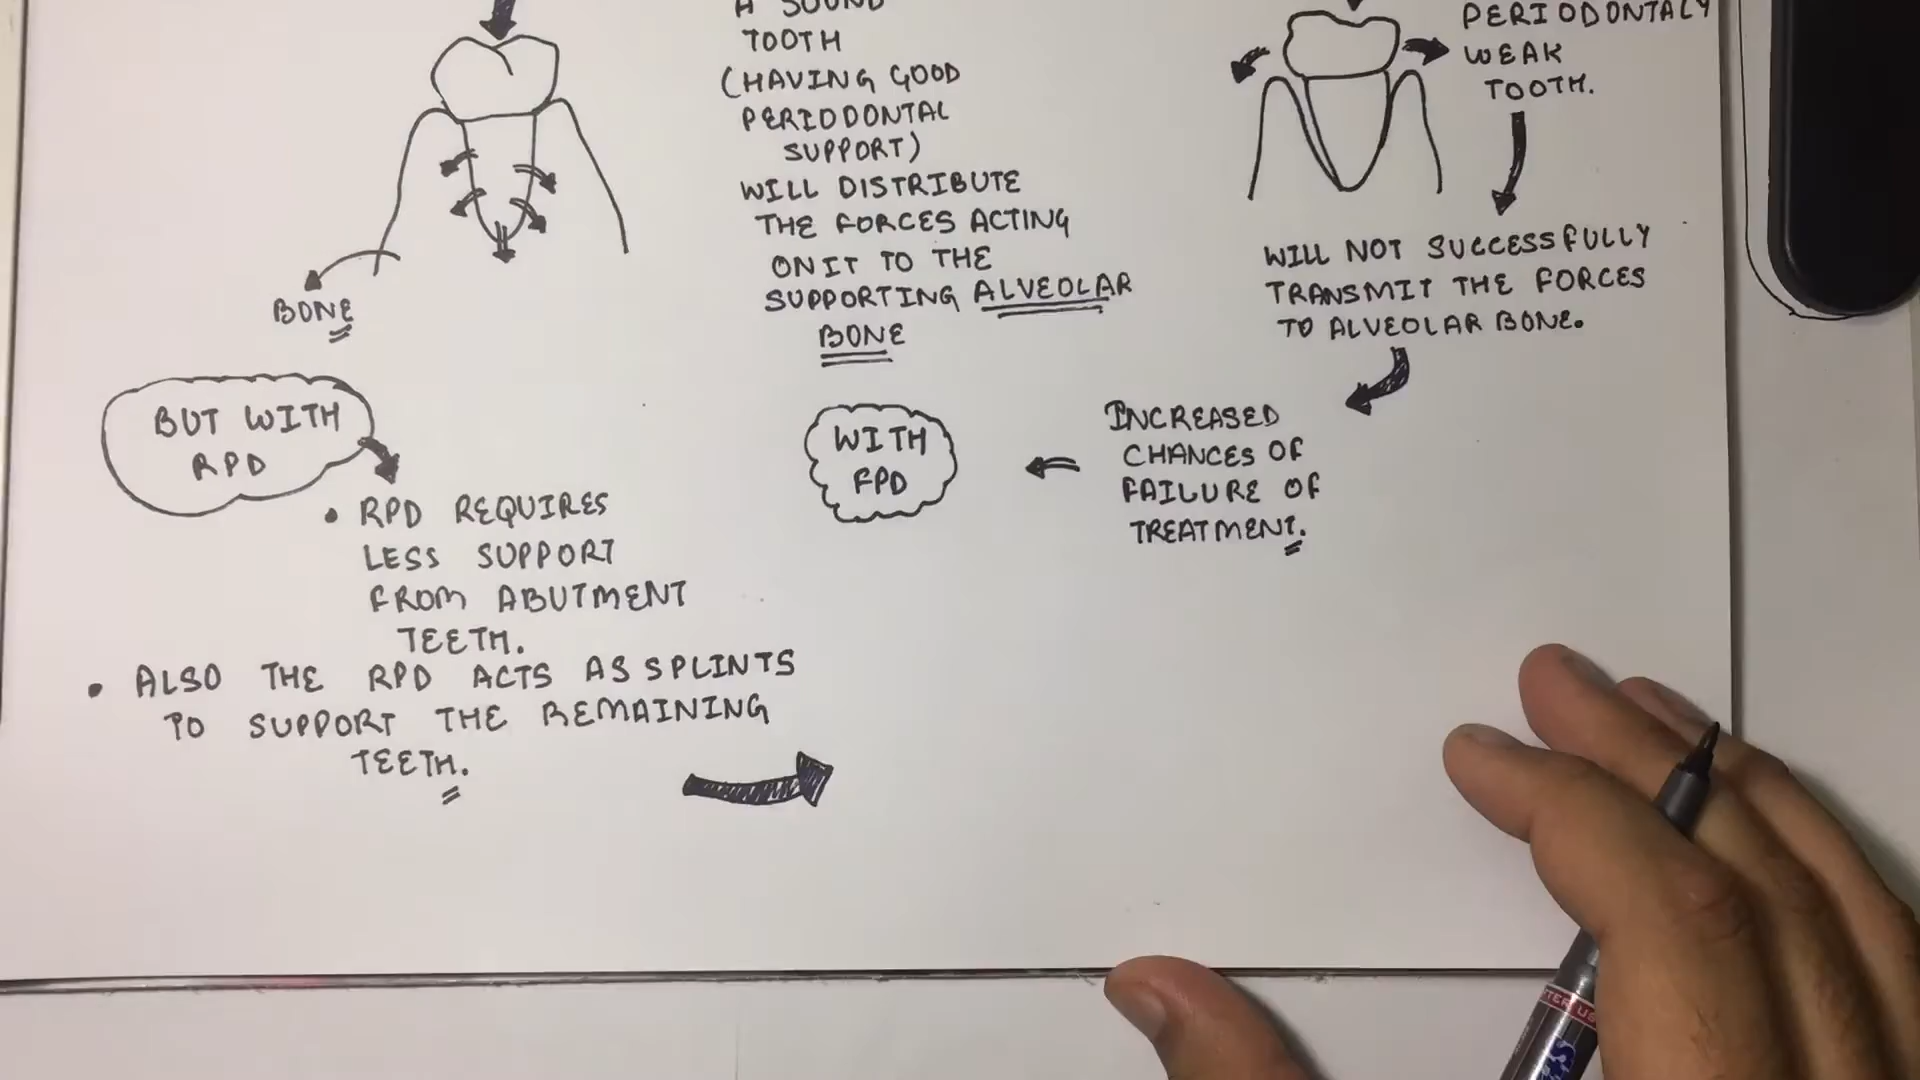 A SOUND
TOOTH
(HAVING GOOD
PERIODONTAL
SUPPORT)
WILL DISTRIBUTE
THE FORCES ACTING
ON IT TO THE
SUPPORTING ALVEOLAR
BONE
BONE
PERIODONTALY
WEAK
TOOTH.
WILL NOT SUCCESSFULLY
TRANSMIT THE FORCES
TO ALVEOLAR BONE.
INCREASED
CHANCES OF
FAILURE OF
TREATMENT.
WITH
FPD
BUT WITH
RPD
• RPD REQUIRES
LESS SUPPORT
FROM ABUTMENT
TEETH.
• ALSO THE RPD ACTS AS SPLINTS
TO SUPPORT THE REMAINING
TEETH.